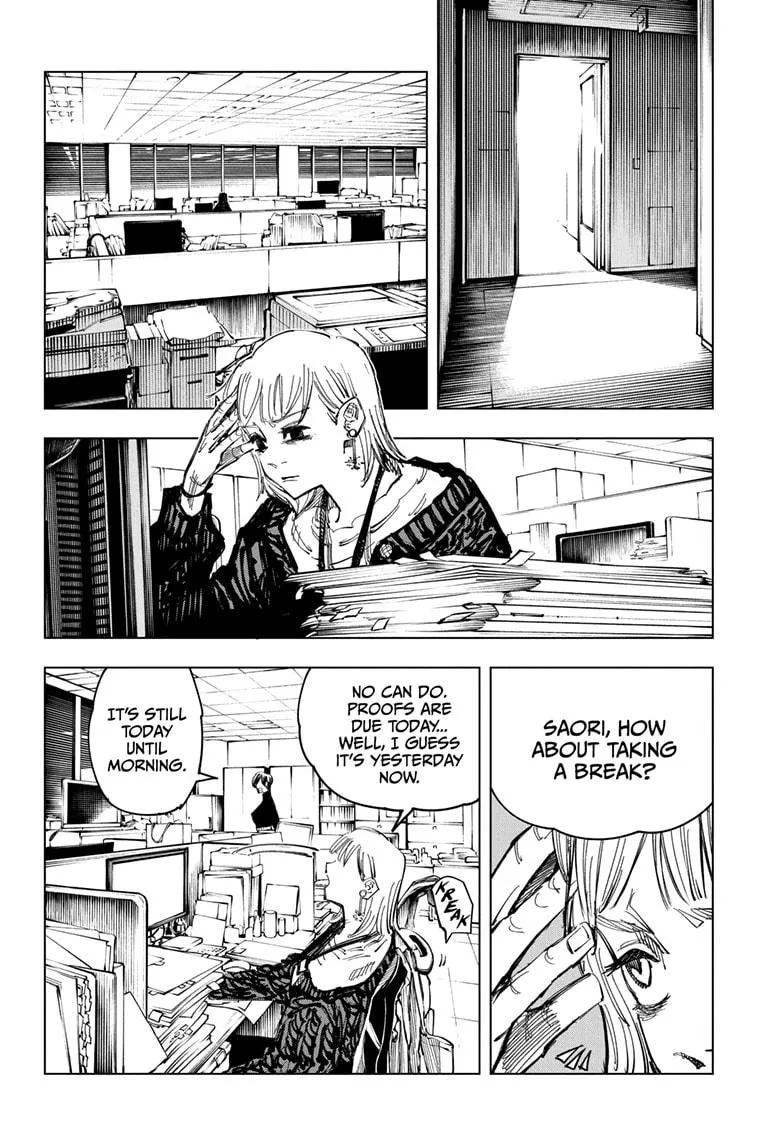 SAORI, HOW
ABOUT TAKING
A BREAK?
NO CAN DO.
PROOFS ARE
DUE TODAY...
WELL, I GUESS
IT'S YESTERDAY
NOW.
KREAK
IT'S STILL
TODAY
UNTIL
MORNING.